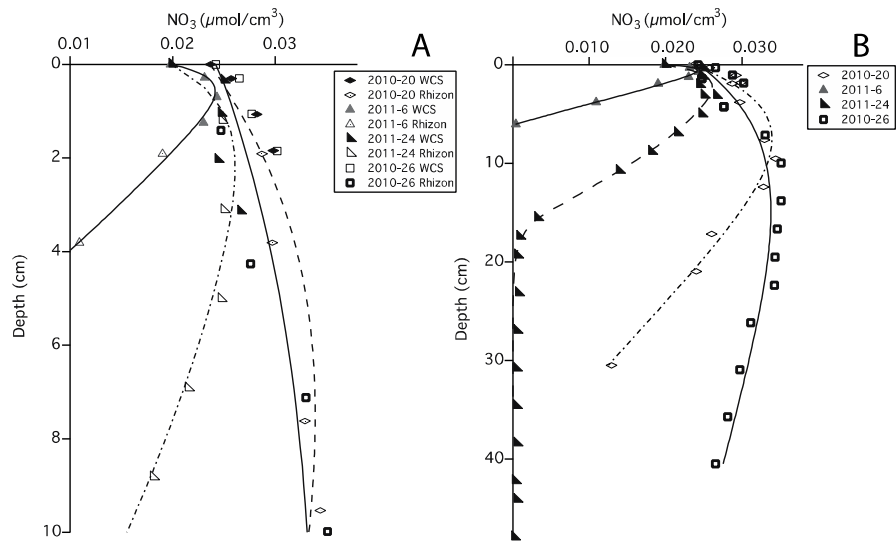 NO3 (µmol/cm3)
0.01 0.02 0.03
A
0
2
4
6
8
10
Depth (cm)
2010-20 WCS
2010-20 Rhizon
2011-6 WCS
2011-6 Rhizon
2011-24 WCS
2011-24 Rhizon
2010-26 WCS
2010-26 Rhizon
NO3 (µmol/cm3)
0.010 0.020 0.030
B
0
10
20
30
40
Depth (cm)
2010-20
2011-6
2011-24
2010-26